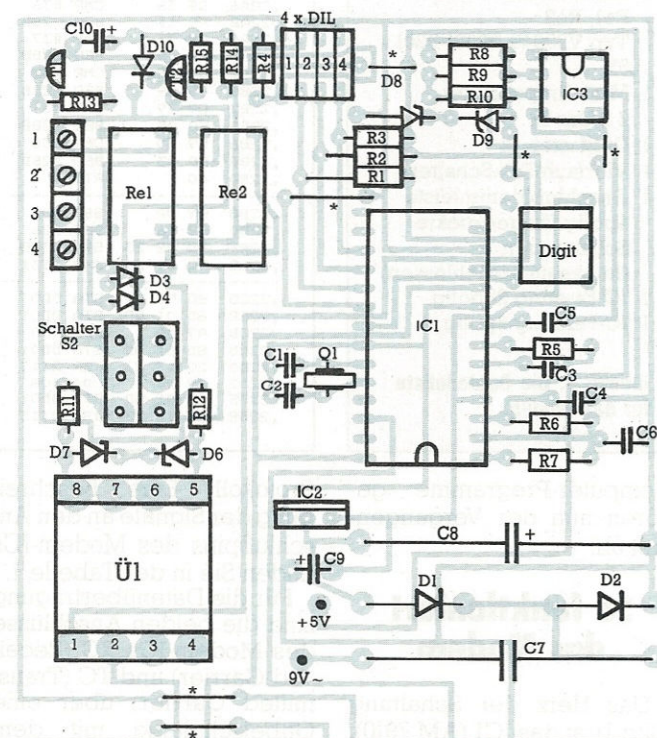 4 x DIL
C10 +
D10
R15
R14
R4
1 2 3 4
*
D8
R8
R9
R10
IC3
T2
R13
D9
1
2
3
4
Re1
Re2
R3
R2
R1
*
*
*
Digit
D3
D4
Schalter
S2
IC1
C5
C1
Q1
R5
C3
C2
C4
R11
R12
R6
C6
D7
D6
R7
8 7 6 5
IC2
C8
+
Ü1
+
C9
D1
D2
+5V
1 2 3 4
9V~
C7
*
*